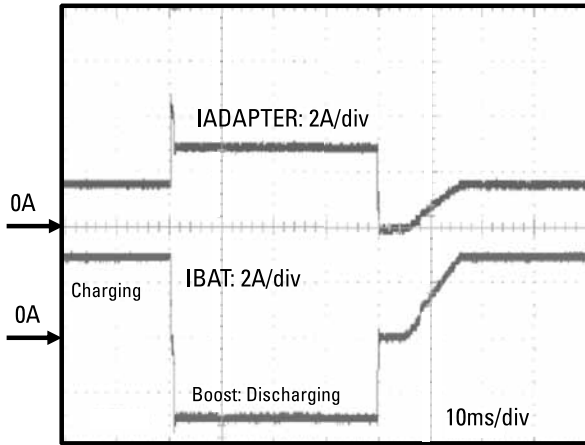 IADAPTER: 2A/div
0A
IBAT: 2A/div
Charging
0A
Boost: Discharging
10ms/div